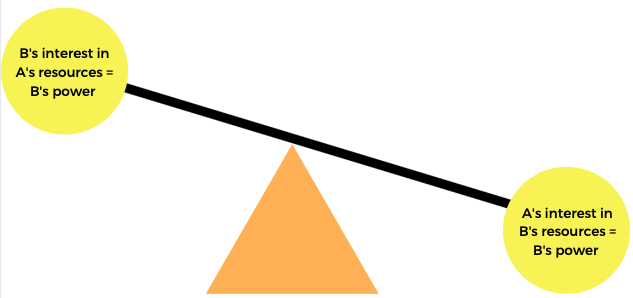 B's interest in
A's resources =
B's power
A's interest in
B's resources =
B's power